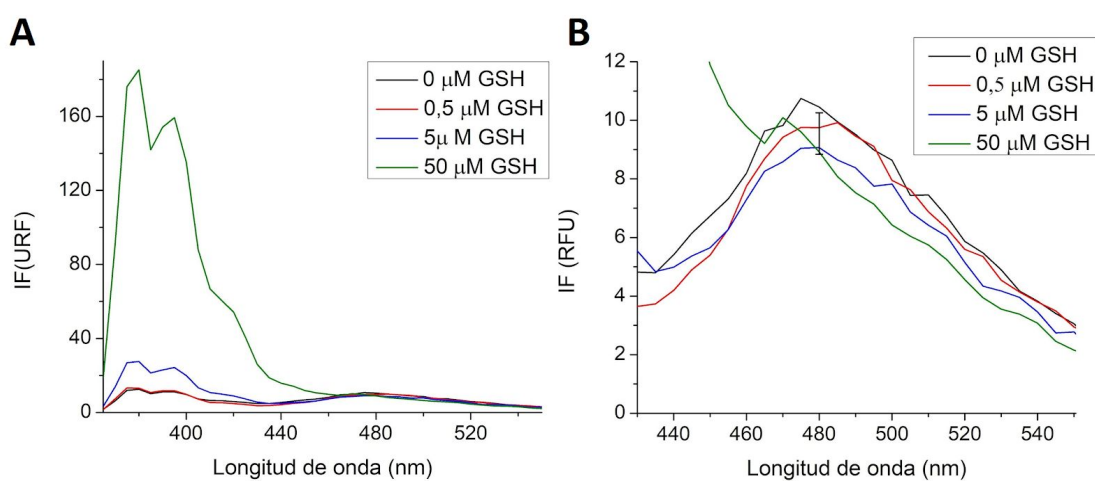 A
IF(URF)
160
120
80
40
0
400
440
480
520
Longitud de onda (nm)
0 μM GSH
0,5 μM GSH
5μ M GSH
50 μM GSH
B
IF (RFU)
12
10
8
6
4
2
0
440
460
480
500
520
540
Longitud de onda (nm)
0 μM GSH
0,5 μM GSH
5 μM GSH
50 μM GSH